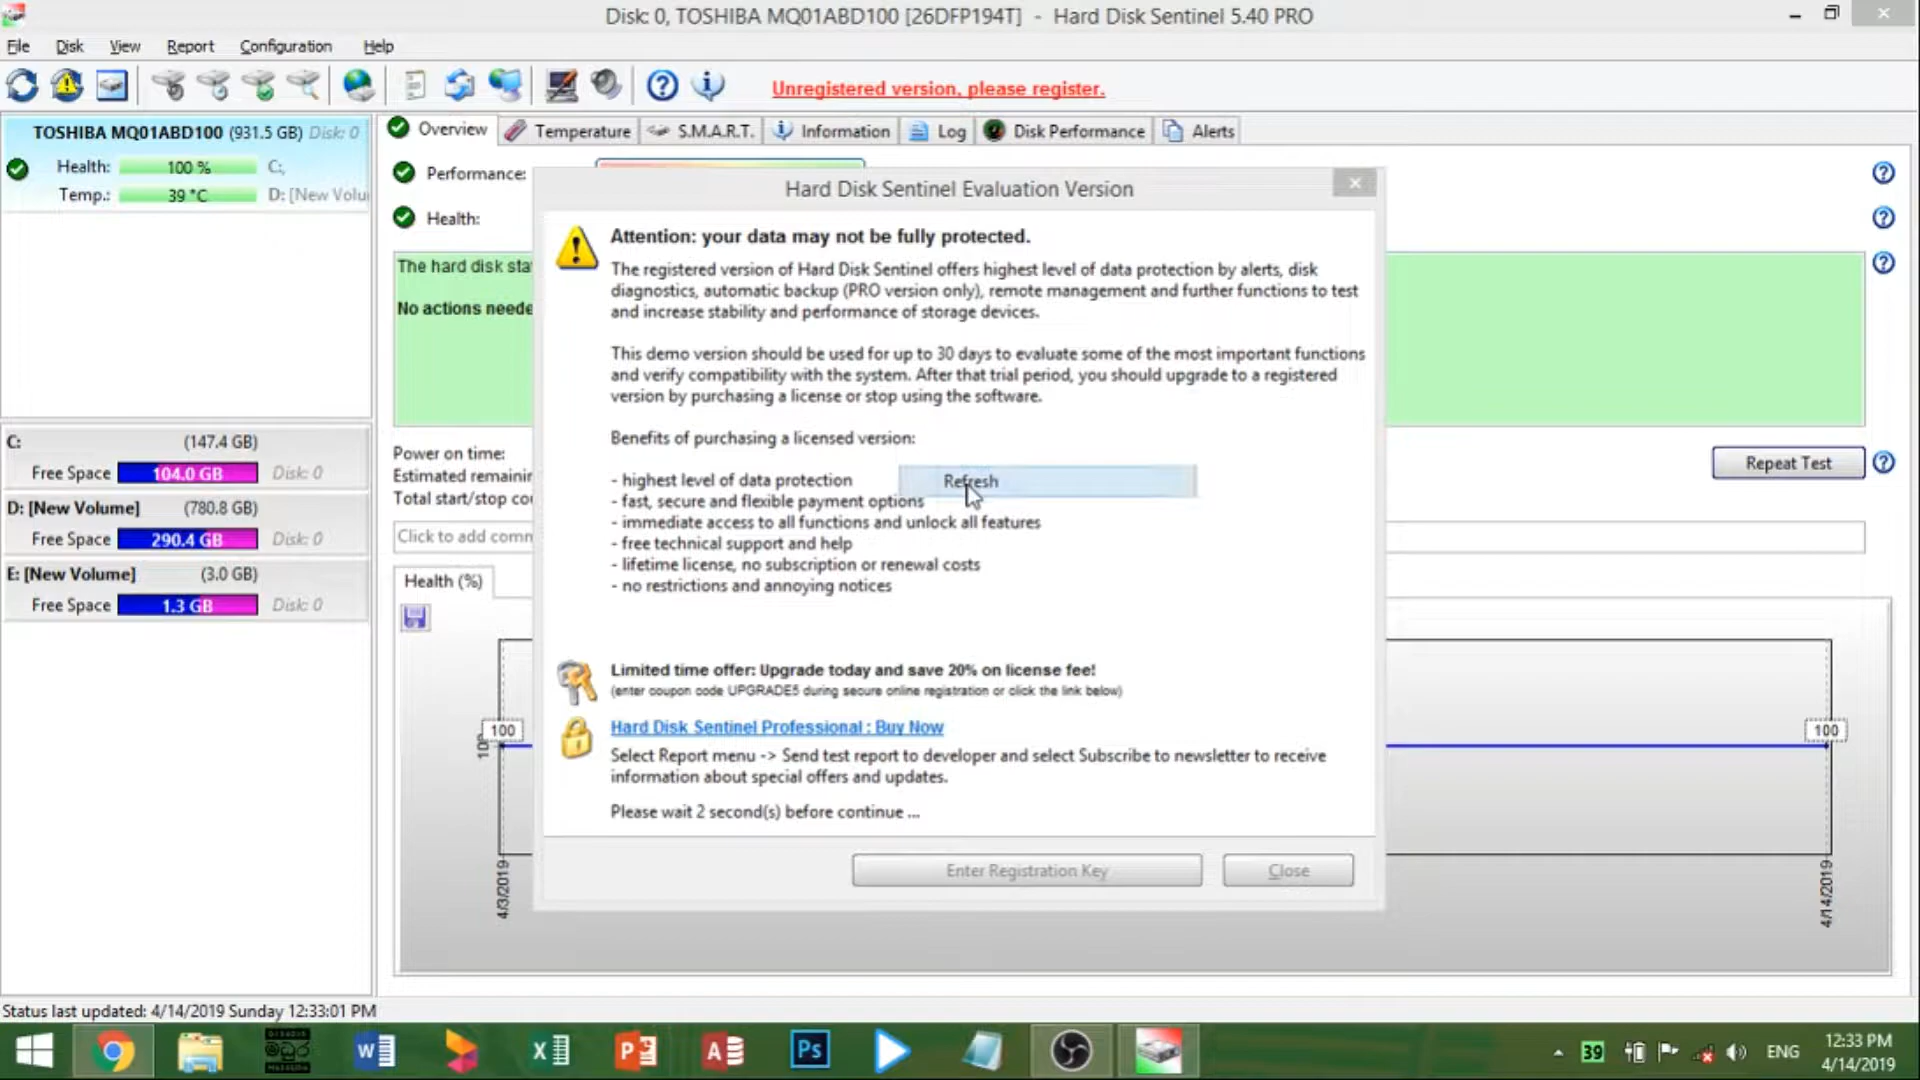 Disk: 0, TOSHIBA MQ01ABD100 [26DFP194T] - Hard Disk Sentinel 5.40 PRO
File Disk View Report Configuration Help
Unregistered version, please register.
TOSHIBA MQ01ABD100 (931.5 GB) Disk: 0
Health: 100 % C:,
Temp.: 39 °C D: [New Volu
Overview Temperature S.M.A.R.T. Information Log Disk Performance Alerts
Performance:
Health:
The hard disk sta
No actions neede
Power on time:
Estimated remainin
Total start/stop cou
Repeat Test
Click to add comm
Health (%)
100
100
100
4/3/2019
4/14/2019
C: (147.4 GB)
Free Space 104.0 GB Disk: 0
D: [New Volume] (780.8 GB)
Free Space 290.4 GB Disk: 0
E: [New Volume] (3.0 GB)
Free Space 1.3 GB Disk: 0
Hard Disk Sentinel Evaluation Version
Attention: your data may not be fully protected.
The registered version of Hard Disk Sentinel offers highest level of data protection by alerts, disk
diagnostics, automatic backup (PRO version only), remote management and further functions to test
and increase stability and performance of storage devices.
This demo version should be used for up to 30 days to evaluate some of the most important functions
and verify compatibility with the system. After that trial period, you should upgrade to a registered
version by purchasing a license or stop using the software.
Benefits of purchasing a licensed version:
- highest level of data protection
Refresh
- fast, secure and flexible payment options
- immediate access to all functions and unlock all features
- free technical support and help
- lifetime license, no subscription or renewal costs
- no restrictions and annoying notices
Limited time offer: Upgrade today and save 20% on license fee!
(enter coupon code UPGRADE5 during secure online registration or click the link below)
Hard Disk Sentinel Professional : Buy Now
Select Report menu -> Send test report to developer and select Subscribe to newsletter to receive
information about special offers and updates.
Please wait 2 second(s) before continue ...
Enter Registration Key Close
Status last updated: 4/14/2019 Sunday 12:33:01 PM
මධුර
W X P A Ps
39 ENG
12:33 PM
4/14/2019